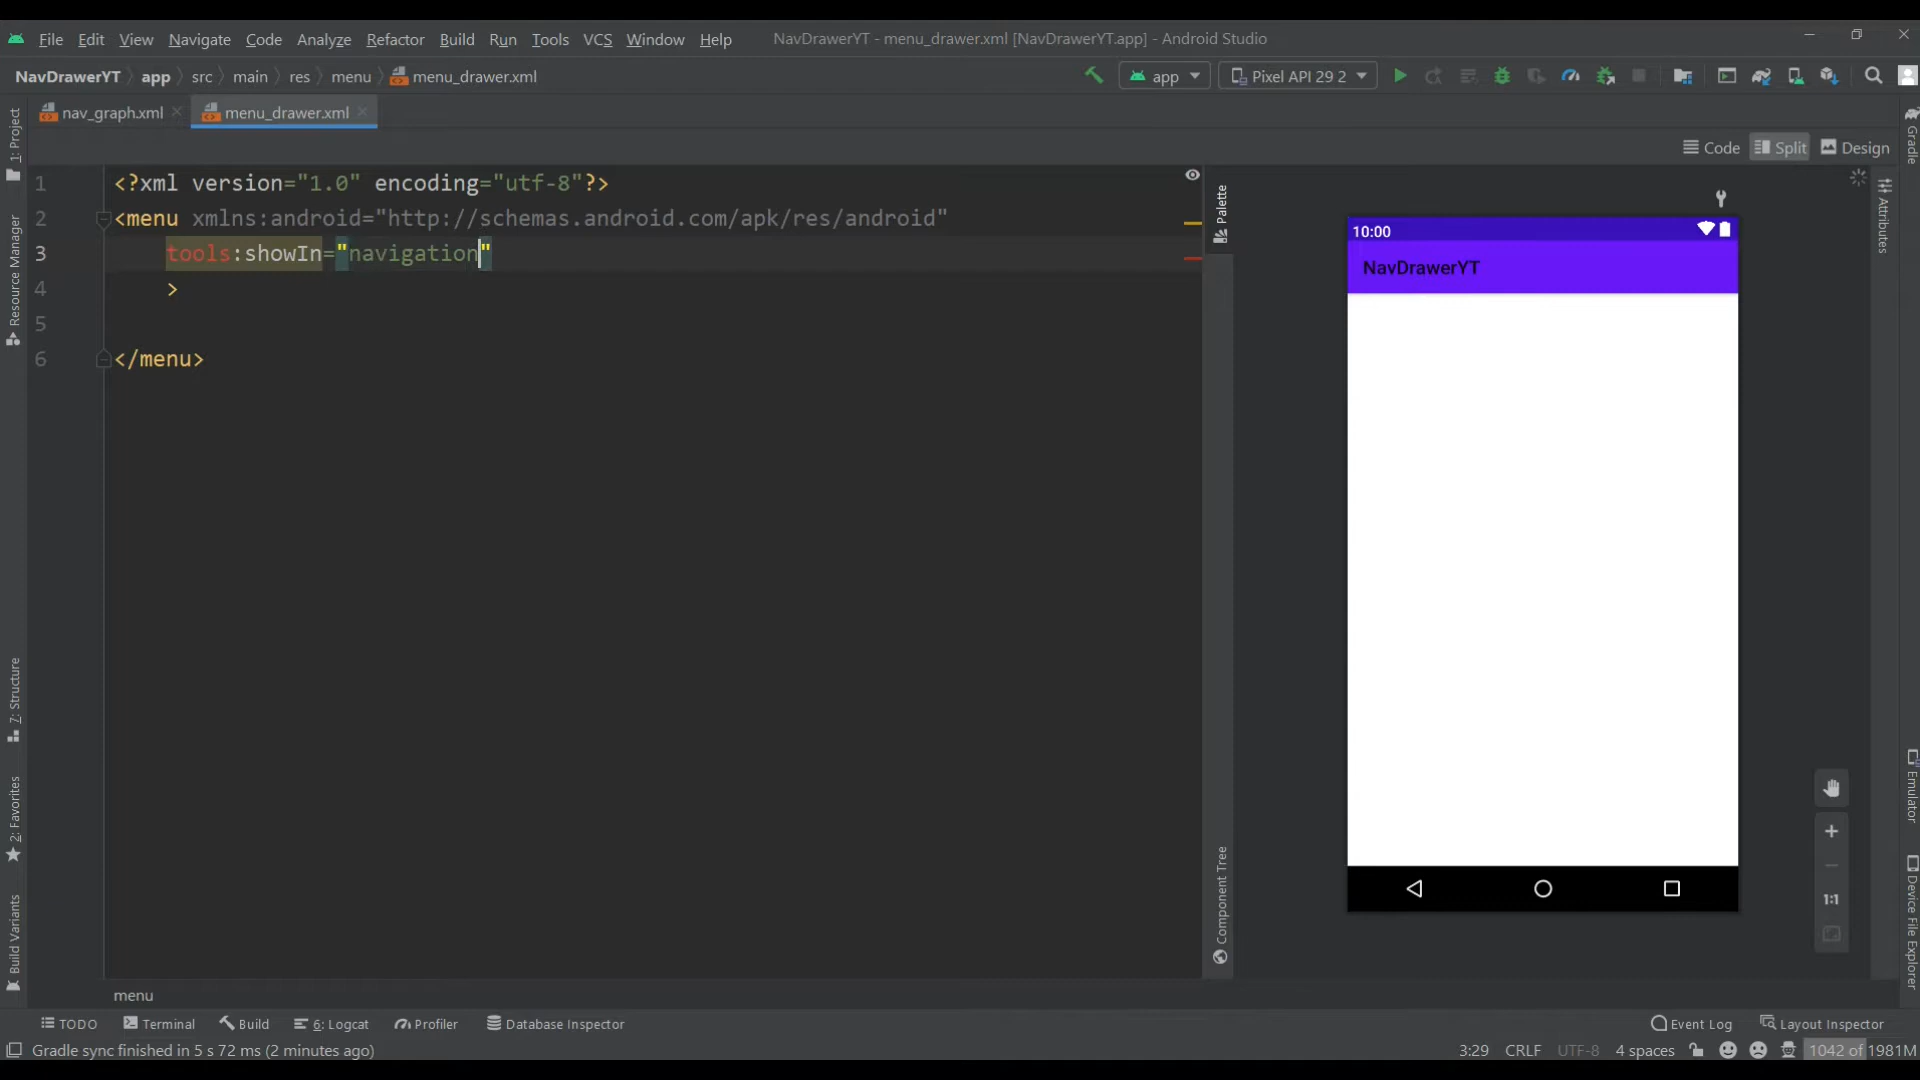 File Edit View Navigate Code Analyze Refactor Build Run Tools VCS Window Help NavDrawerYT - menu_drawer.xml [NavDrawerYT.app] - Android Studio
NavDrawerYT app src main res menu menu_drawer.xml app Pixel API 29 2
nav_graph.xml menu_drawer.xml
Code Split Design
1: Project
Resource Manager
7: Structure
2: Favorites
Build Variants
1 <?xml version="1.0" encoding="utf-8"?>
2 <menu xmlns:android="http://schemas.android.com/apk/res/android"
3 tools:showIn="navigation"
4 >
5
6 </menu>
menu
Palette
Component Tree
10:00
NavDrawerYT
1:1
Gradle
Attributes
Emulator
Device File Explorer
TODO Terminal Build 6: Logcat Profiler Database Inspector Event Log Layout Inspector
Gradle sync finished in 5 s 72 ms (2 minutes ago) 3:29 CRLF UTF-8 4 spaces 1042 of 1981M